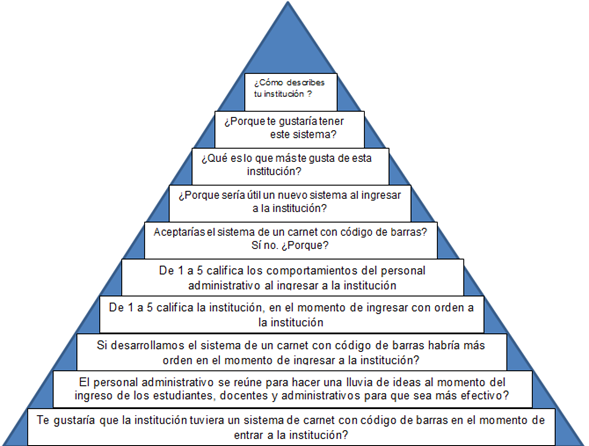 ¿Cómo describes
tu institución ?
¿Porque te gustaría tener
este sistema?
¿Qué es lo que más te gusta de esta
institución?
¿Porque sería útil un nuevo sistema al ingresar
a la institución?
Aceptarías el sistema de un carnet con código de barras?
Sí no. ¿Porque?
De 1 a 5 califica los comportamientos del personal
administrativo al ingresar a la institución
De 1 a 5 califica la institución, en el momento de ingresar con orden a
la institución
Si desarrollamos el sistema de un carnet con código de barras habría más
orden en el momento de ingresar a la institución?
El personal administrativo se reúne para hacer una lluvia de ideas al momento del
ingreso de los estudiantes, docentes y administrativos para que sea más efectivo?
Te gustaría que la institución tuviera un sistema de carnet con código de barras en el momento de
entrar a la institución?